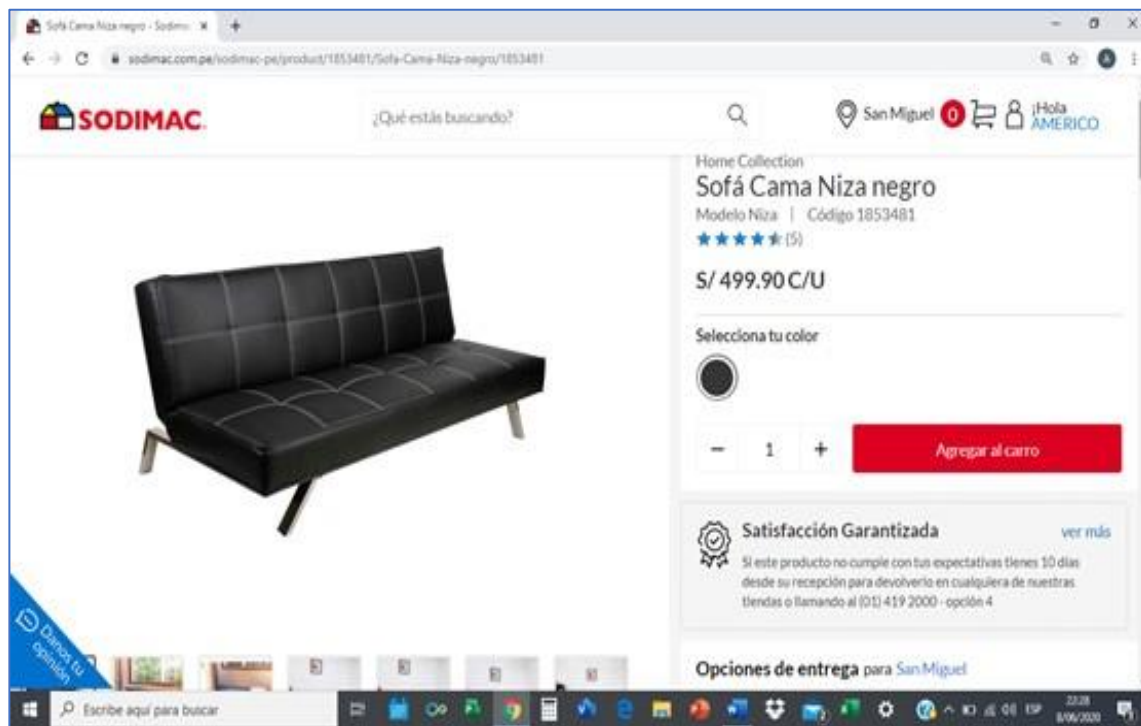 Sofá Cama Niza negro - Sodimac
sodimac.com.pe/sodimac-pe/product/1853481/Sofa-Cama-Niza-negro/1853481
SODIMAC
¿Qué estás buscando?
San Miguel
0
¡Hola
AMERICO
Home Collection
Sofá Cama Niza negro
Modelo Niza | Código 1853481
(5)
S/ 499.90 C/U
Selecciona tu color
− 1 +
Agregar al carro
Satisfacción Garantizada
ver más
Si este producto no cumple con tus expectativas tienes 10 días
desde su recepción para devolverlo en cualquiera de nuestras
tiendas o llamando al (01) 419 2000 - opción 4
Danos tu
opinión
Opciones de entrega para San Miguel
Escribe aquí para buscar
ESP
22:28
8/06/2020